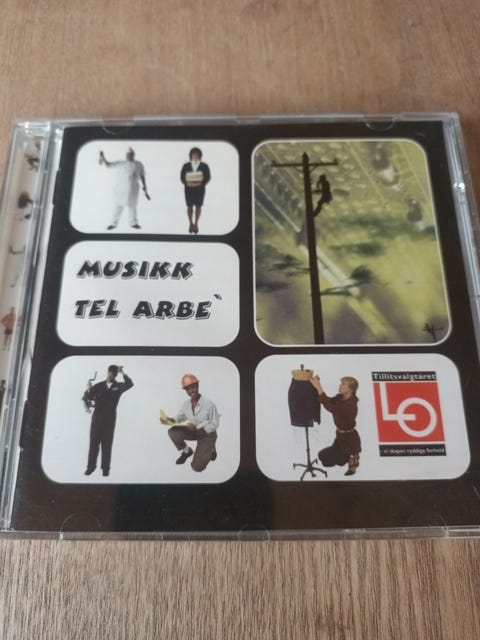 MUSIKK
TEL ARBE`
Tillitsvalgtåret
LO
- vi skaper ryddige forhold